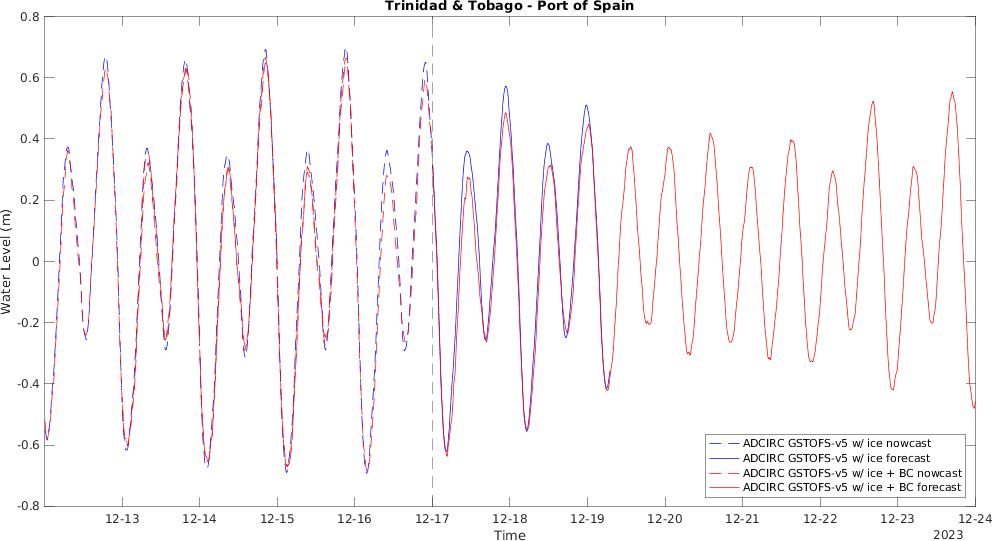 Trinidad & Tobago - Port of Spain
0.8
0.6
0.4
0.2
0
-0.2
-0.4
-0.6
-0.8
Water Level (m)
ADCIRC GSTOFS-v5 w/ ice nowcast
ADCIRC GSTOFS-v5 w/ ice forecast
ADCIRC GSTOFS-v5 w/ ice + BC nowcast
ADCIRC GSTOFS-v5 w/ ice + BC forecast
12-13 12-14 12-15 12-16 12-17 12-18 12-19 12-20 12-21 12-22 12-23 12-24
Time
2023